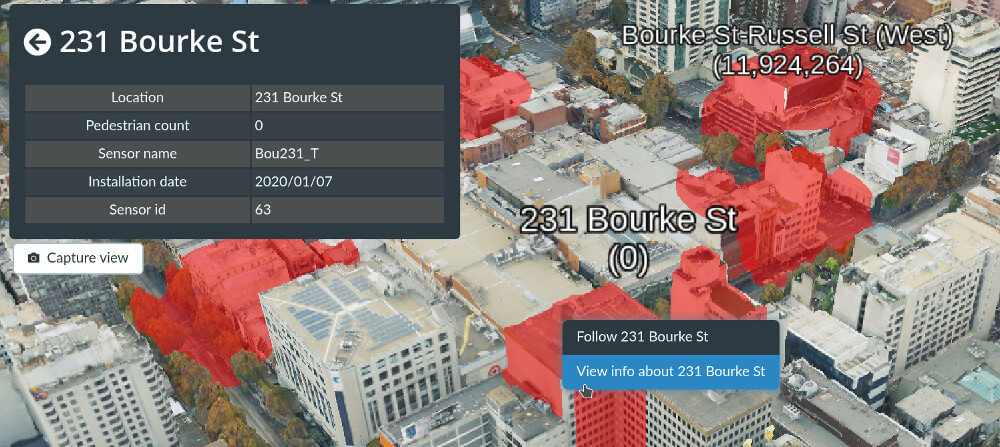 231 Bourke St
Location 231 Bourke St
Pedestrian count 0
Sensor name Bou231_T
Installation date 2020/01/07
Sensor id 63
Capture view
Bourke St-Russell St (West)
(11,924,264)
231 Bourke St
(0)
Follow 231 Bourke St
View info about 231 Bourke St